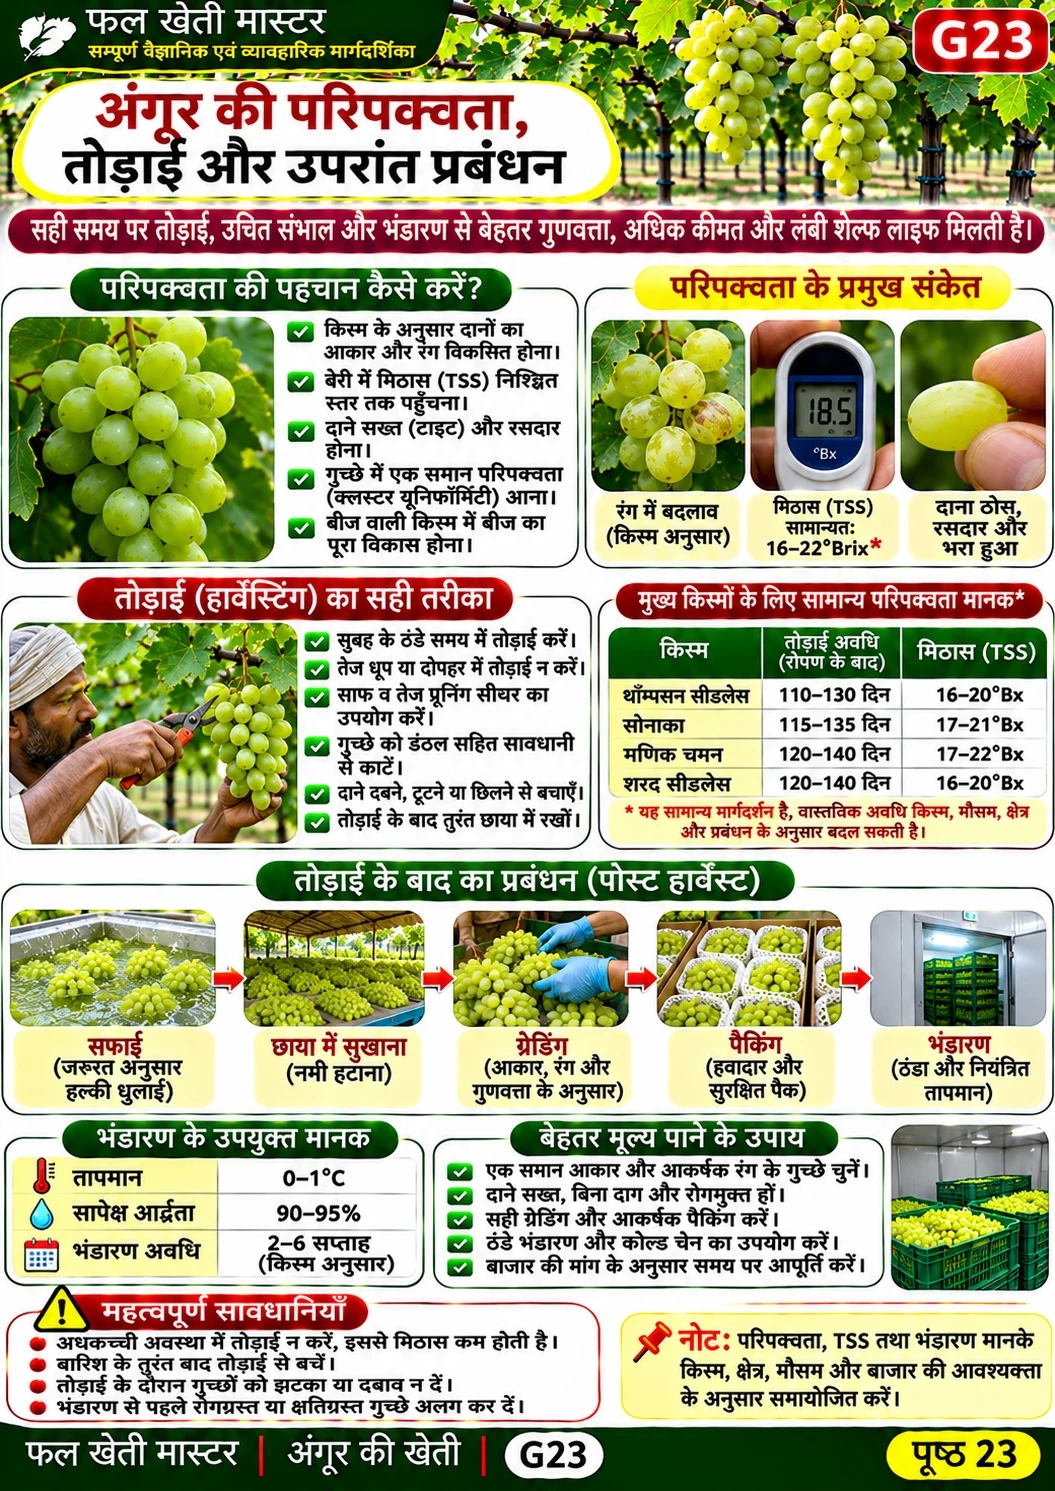 फल खेती मास्टर
सम्पूर्ण वैज्ञानिक एवं व्यावहारिक मार्गदर्शिका
G23
अंगूर की परिपक्वता,
तोड़ाई और उपरांत प्रबंधन
सही समय पर तोड़ाई, उचित संभाल और भंडारण से बेहतर गुणवत्ता, अधिक कीमत और लंबी शेल्फ लाइफ मिलती है।
परिपक्वता की पहचान कैसे करें?
किस्म के अनुसार दानों का
आकार और रंग विकसित होना।
बेरी में मिठास (TSS) निश्चित
स्तर तक पहुँचना।
दाने सख्त (टाइट) और रसदार
होना।
गुच्छे में एक समान परिपक्वता
(क्लस्टर यूनिफॉर्मिटी) आना।
बीज वाली किस्म में बीज का
पूरा विकास होना।
परिपक्वता के प्रमुख संकेत
18.5
°Bx
रंग में बदलाव
(किस्म अनुसार)
मिठास (TSS)
सामान्यतः
16–22°Brix*
दाना ठोस,
रसदार और
भरा हुआ
तोड़ाई (हार्वेस्टिंग) का सही तरीका
सुबह के ठंडे समय में तोड़ाई करें।
तेज धूप या दोपहर में तोड़ाई न करें।
साफ व तेज प्रूनिंग सीधर का
उपयोग करें।
गुच्छे को डंठल सहित सावधानी
से काटें।
दाने दबने, टूटने या छिलने से बचाएँ।
तोड़ाई के बाद तुरंत छाया में रखें।
मुख्य किस्मों के लिए सामान्य परिपक्वता मानक*
किस्म
तोड़ाई अवधि
(रोपण के बाद)
मिठास (TSS)
थॉम्पसन सीडलेस 110–130 दिन 16–20°Bx
सोनाका 115–135 दिन 17–21°Bx
मणिक चमन 120–140 दिन 17–22°Bx
शरद सीडलेस 120–140 दिन 16–20°Bx
* यह सामान्य मार्गदर्शन है, वास्तविक अवधि किस्म, मौसम, क्षेत्र
और प्रबंधन के अनुसार बदल सकती है।
तोड़ाई के बाद का प्रबंधन (पोस्ट हार्वेस्ट)
सफाई
(जरूरत अनुसार
हल्की धुलाई)
छाया में सुखाना
(नमी हटाना)
ग्रेडिंग
(आकार, रंग और
गुणवत्ता के अनुसार)
पैकिंग
(हवादार और
सुरक्षित पैक)
भंडारण
(ठंडा और नियंत्रित
तापमान)
भंडारण के उपयुक्त मानक
तापमान 0–1°C
सापेक्ष आर्द्रता 90–95%
भंडारण अवधि 2–6 सप्ताह
(किस्म अनुसार)
बेहतर मूल्य पाने के उपाय
एक समान आकार और आकर्षक रंग के गुच्छे चुनें।
दाने सख्त, बिना दाग और रोगमुक्त हों।
सही ग्रेडिंग और आकर्षक पैकिंग करें।
ठंडे भंडारण और कोल्ड चेन का उपयोग करें।
बाजार की मांग के अनुसार समय पर आपूर्ति करें।
महत्वपूर्ण सावधानियाँ
अधकच्ची अवस्था में तोड़ाई न करें, इससे मिठास कम होती है।
बारिश के तुरंत बाद तोड़ाई से बचें।
तोड़ाई के दौरान गुच्छों को झटका या दबाव न दें।
भंडारण से पहले रोगग्रस्त या क्षतिग्रस्त गुच्छे अलग कर दें।
नोट: परिपक्वता, TSS तथा भंडारण मानके
किस्म, क्षेत्र, मौसम और बाजार की आवश्यक्ता
के अनुसार समायोजित करें।
फल खेती मास्टर | अंगूर की खेती | G23
पृष्ठ 23